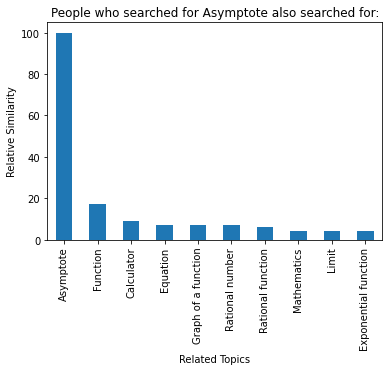 People who searched for Asymptote also searched for:
Relative Similarity
100
80
60
40
20
0
Asymptote
Function
Calculator
Equation
Graph of a function
Rational number
Rational function
Mathematics
Limit
Exponential function
Related Topics